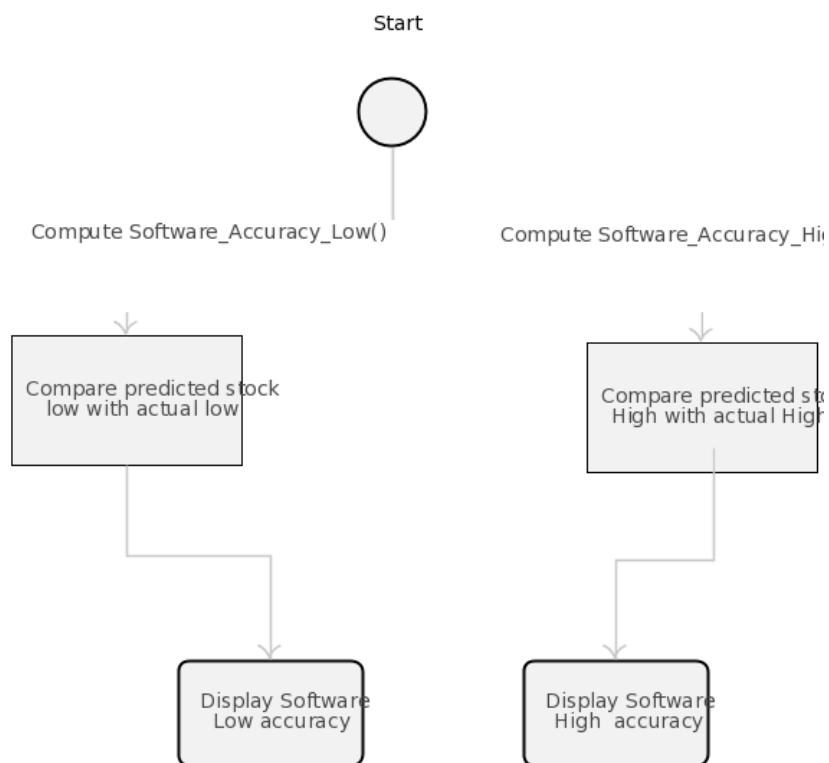 Start
Compute Software_Accuracy_Low()
Compute Software_Accuracy_Hig
Compare predicted stock
low with actual low
Compare predicted sto
High with actual High
Display Software
Low accuracy
Display Software
High  accuracy